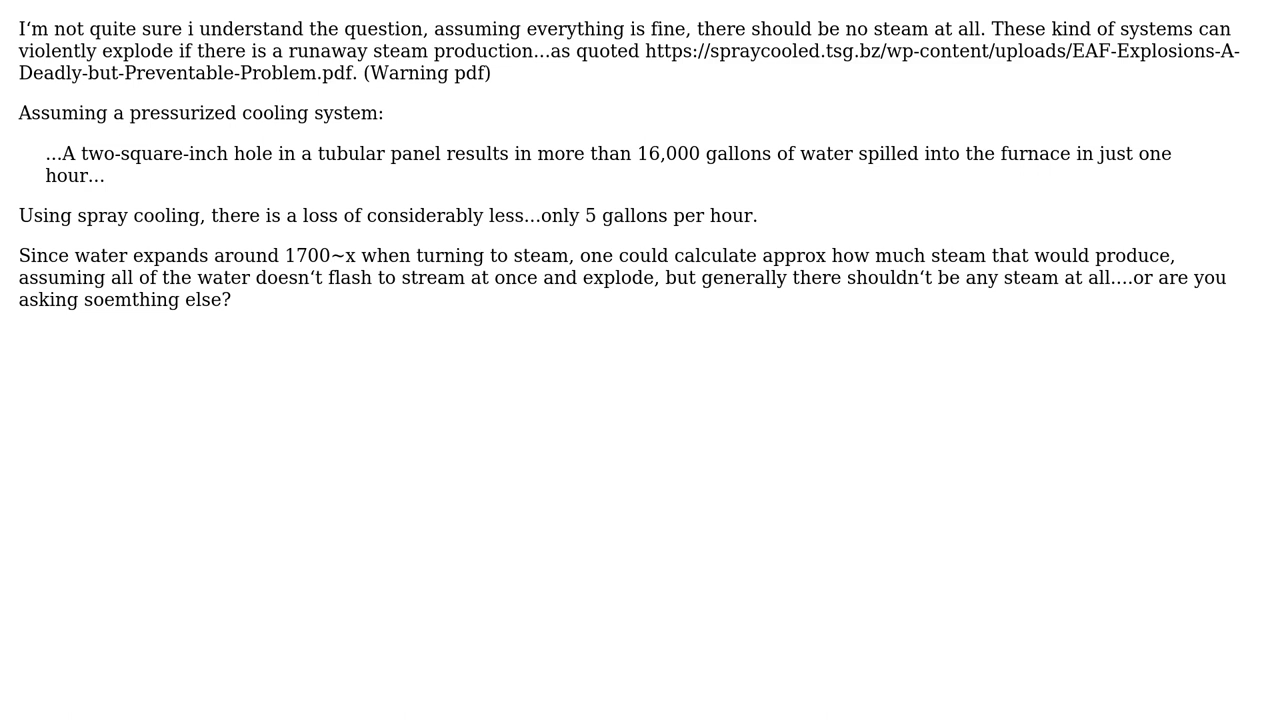 I‘m not quite sure i understand the question, assuming everything is fine, there should be no steam at all. These kind of systems can
violently explode if there is a runaway steam production...as quoted https://spraycooled.tsg.bz/wp-content/uploads/EAF-Explosions-A-
Deadly-but-Preventable-Problem.pdf. (Warning pdf)
Assuming a pressurized cooling system:
...A two-square-inch hole in a tubular panel results in more than 16,000 gallons of water spilled into the furnace in just one
hour...
Using spray cooling, there is a loss of considerably less...only 5 gallons per hour.
Since water expands around 1700~x when turning to steam, one could calculate approx how much steam that would produce,
assuming all of the water doesn‘t flash to stream at once and explode, but generally there shouldn‘t be any steam at all....or are you
asking soemthing else?